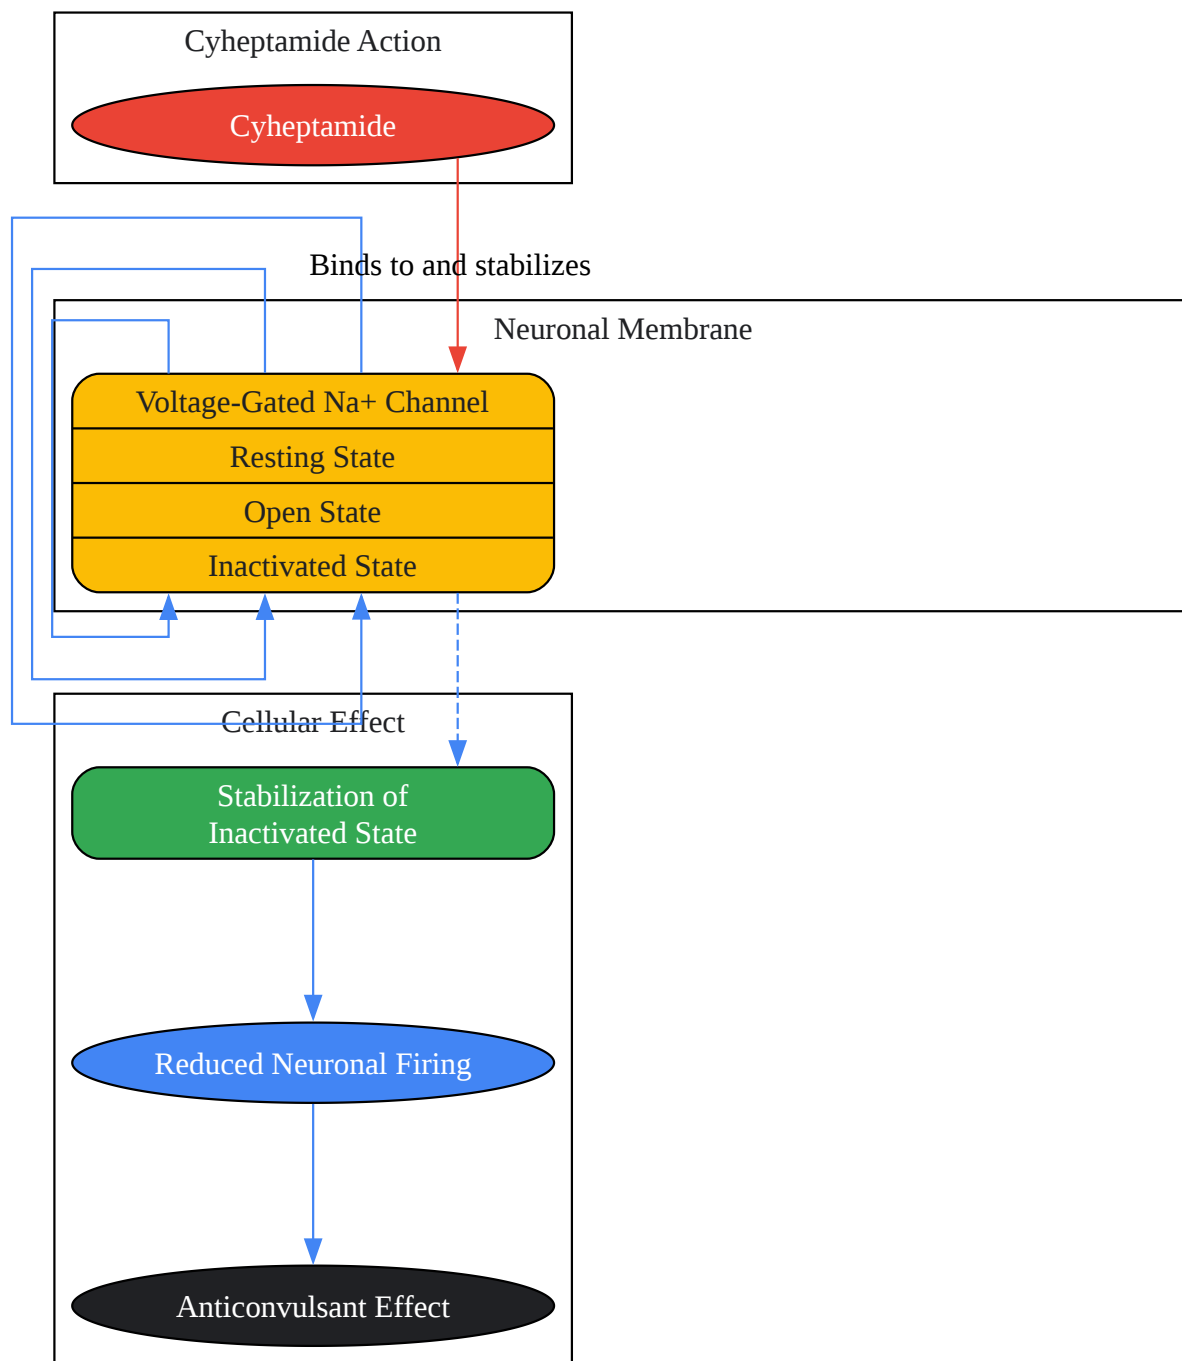 Cyheptamide Action
Cyheptamide
Binds to and stabilizes
Neuronal Membrane
Voltage-Gated Na+ Channel
Resting State
Open State
Inactivated State
Cellular Effect
Stabilization of
Inactivated State
Reduced Neuronal Firing
Anticonvulsant Effect